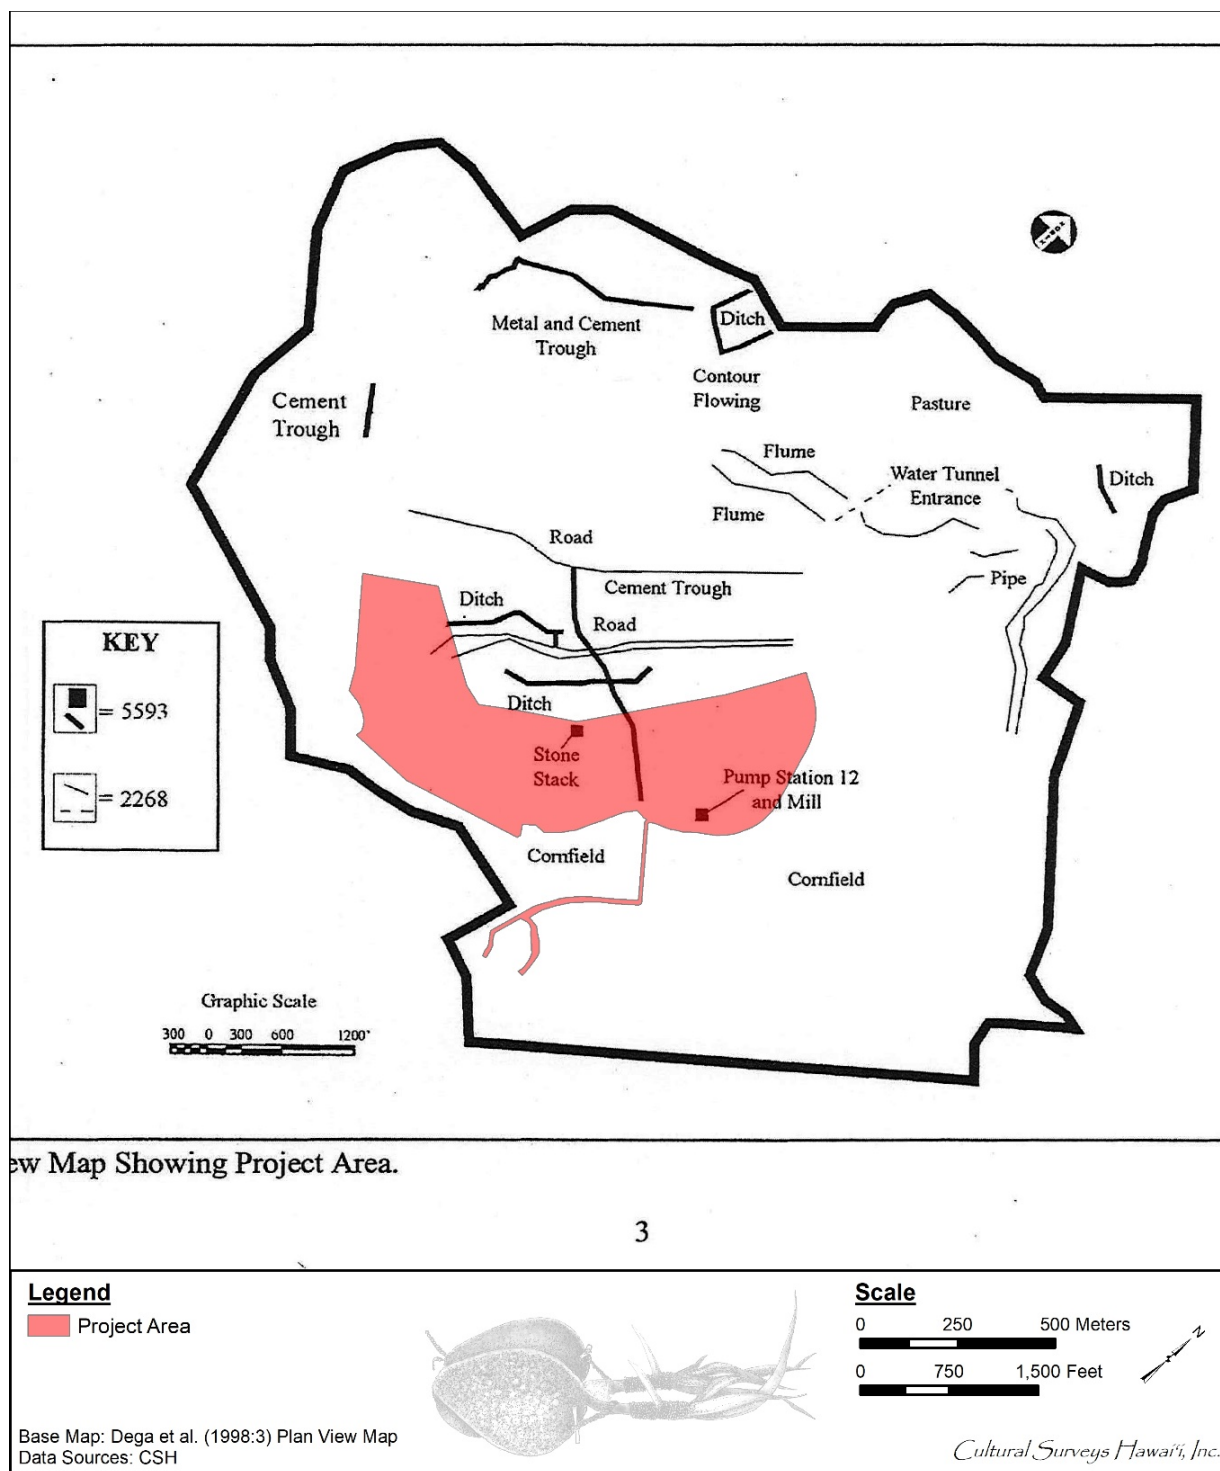 Metal and Cement
Trough
Ditch
Contour
Flowing
Cement
Trough
Pasture
Flume
Water Tunnel
Entrance
Ditch
Flume
Road
Cement Trough
Pipe
Ditch
Road
KEY
= 5593
= 2268
Ditch
Stone
Stack
Pump Station 12
and Mill
Cornfield
Cornfield
Graphic Scale
300 0 300 600 1200'
ew Map Showing Project Area.
3
Legend
Project Area
Scale
0 250 500 Meters
0 750 1,500 Feet
N
Base Map: Dega et al. (1998:3) Plan View Map
Data Sources: CSH
Cultural Surveys Hawaiʻi, Inc.